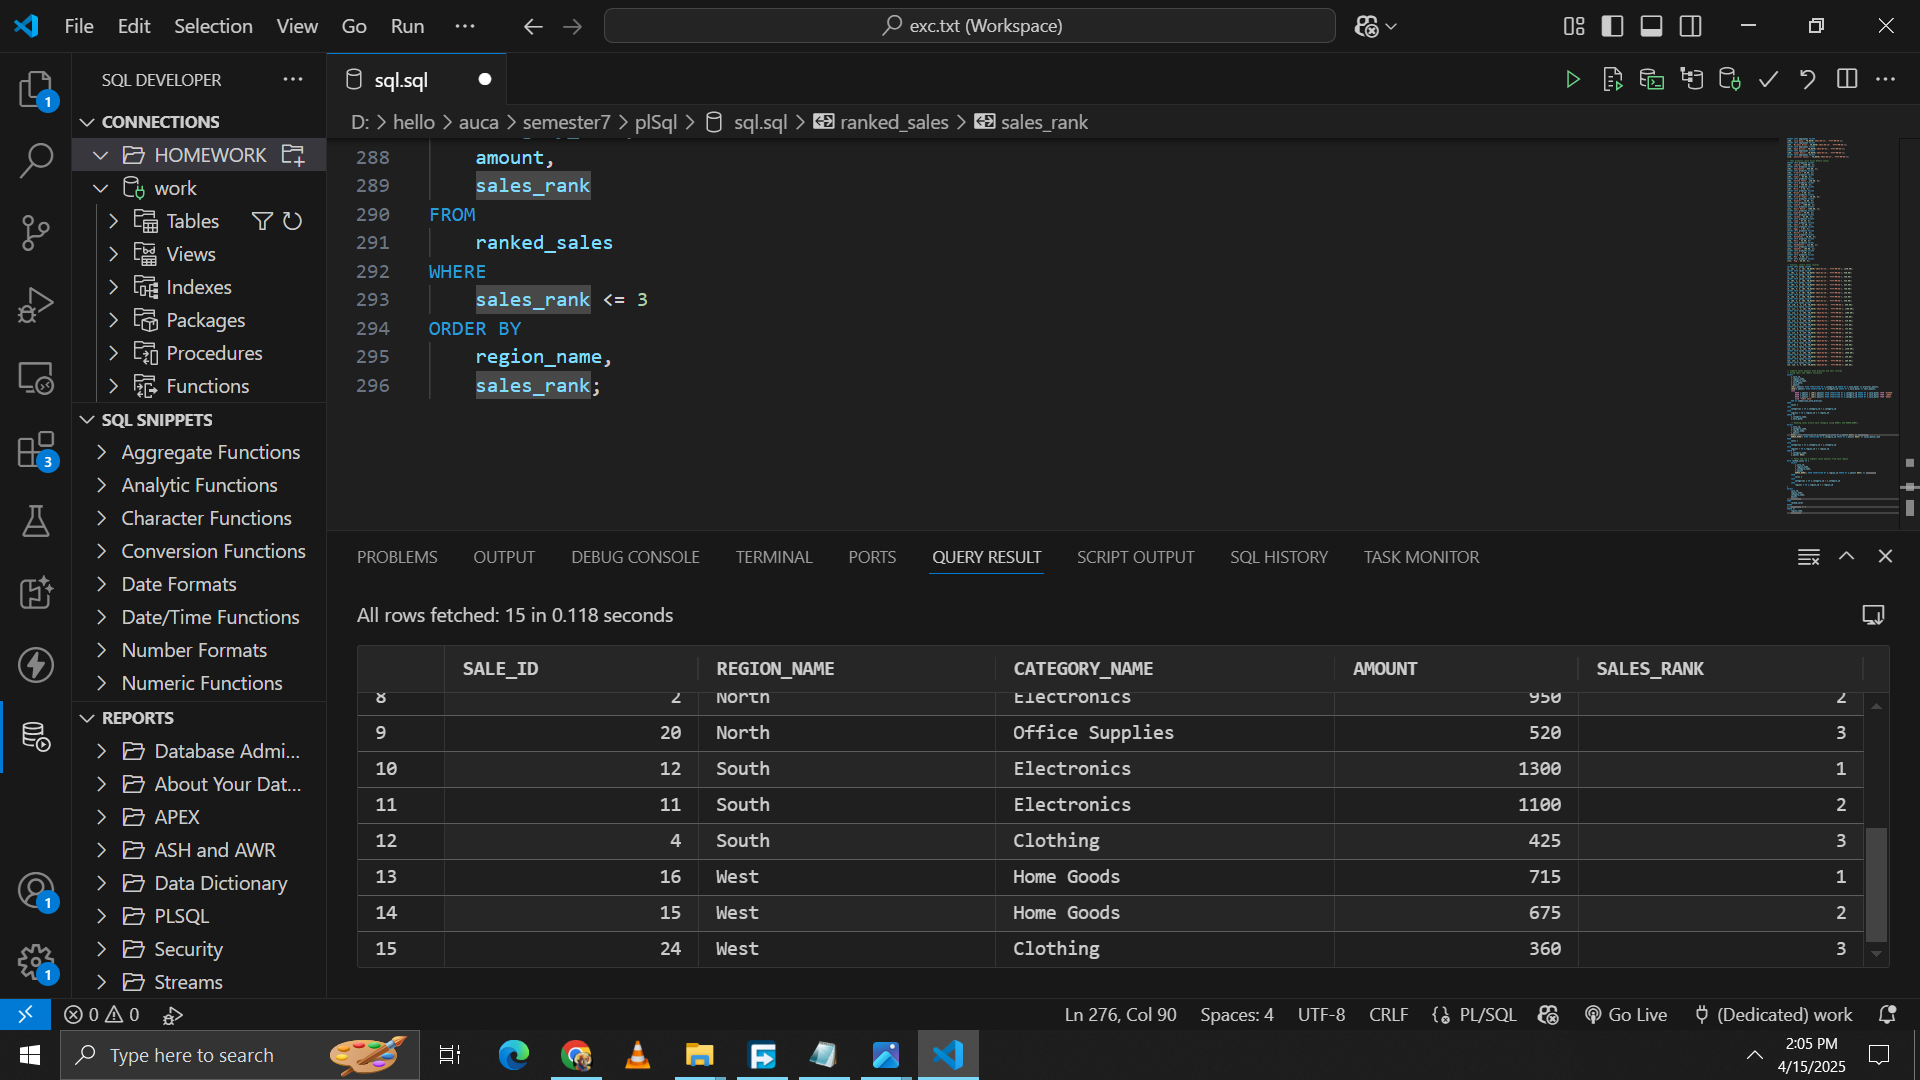 File Edit Selection View Go Run ··· exc.txt (Workspace)
SQL DEVELOPER ···
sql.sql
CONNECTIONS
HOMEWORK
work
Tables
Views
Indexes
Packages
Procedures
Functions
SQL SNIPPETS
Aggregate Functions
Analytic Functions
Character Functions
Conversion Functions
Date Formats
Date/Time Functions
Number Formats
Numeric Functions
REPORTS
Database Admi...
About Your Dat...
APEX
ASH and AWR
Data Dictionary
PLSQL
Security
Streams
1
3
1
1
D: > hello > auca > semester7 > plSql > sql.sql > ranked_sales > sales_rank
288 amount,
289 sales_rank
290 FROM
291 ranked_sales
292 WHERE
293 sales_rank <= 3
294 ORDER BY
295 region_name,
296 sales_rank;
PROBLEMS OUTPUT DEBUG CONSOLE TERMINAL PORTS QUERY RESULT SCRIPT OUTPUT SQL HISTORY TASK MONITOR
All rows fetched: 15 in 0.118 seconds
SALE_ID REGION_NAME CATEGORY_NAME AMOUNT SALES_RANK
8 2 North Electronics 950 2
9 20 North Office Supplies 520 3
10 12 South Electronics 1300 1
11 11 South Electronics 1100 2
12 4 South Clothing 425 3
13 16 West Home Goods 715 1
14 15 West Home Goods 675 2
15 24 West Clothing 360 3
0 0 Ln 276, Col 90 Spaces: 4 UTF-8 CRLF PL/SQL Go Live (Dedicated) work
Type here to search
2:05 PM
4/15/2025